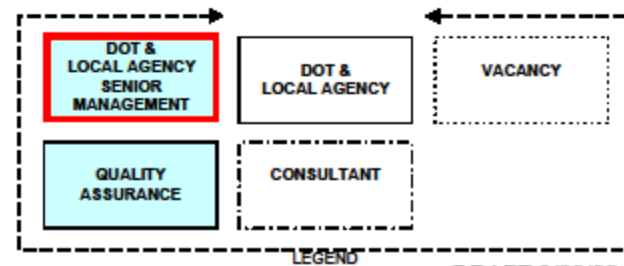 DOT &
LOCAL AGENCY
SENIOR
MANAGEMENT
DOT &
LOCAL AGENCY
VACANCY
QUALITY
ASSURANCE
CONSULTANT
LEGEND